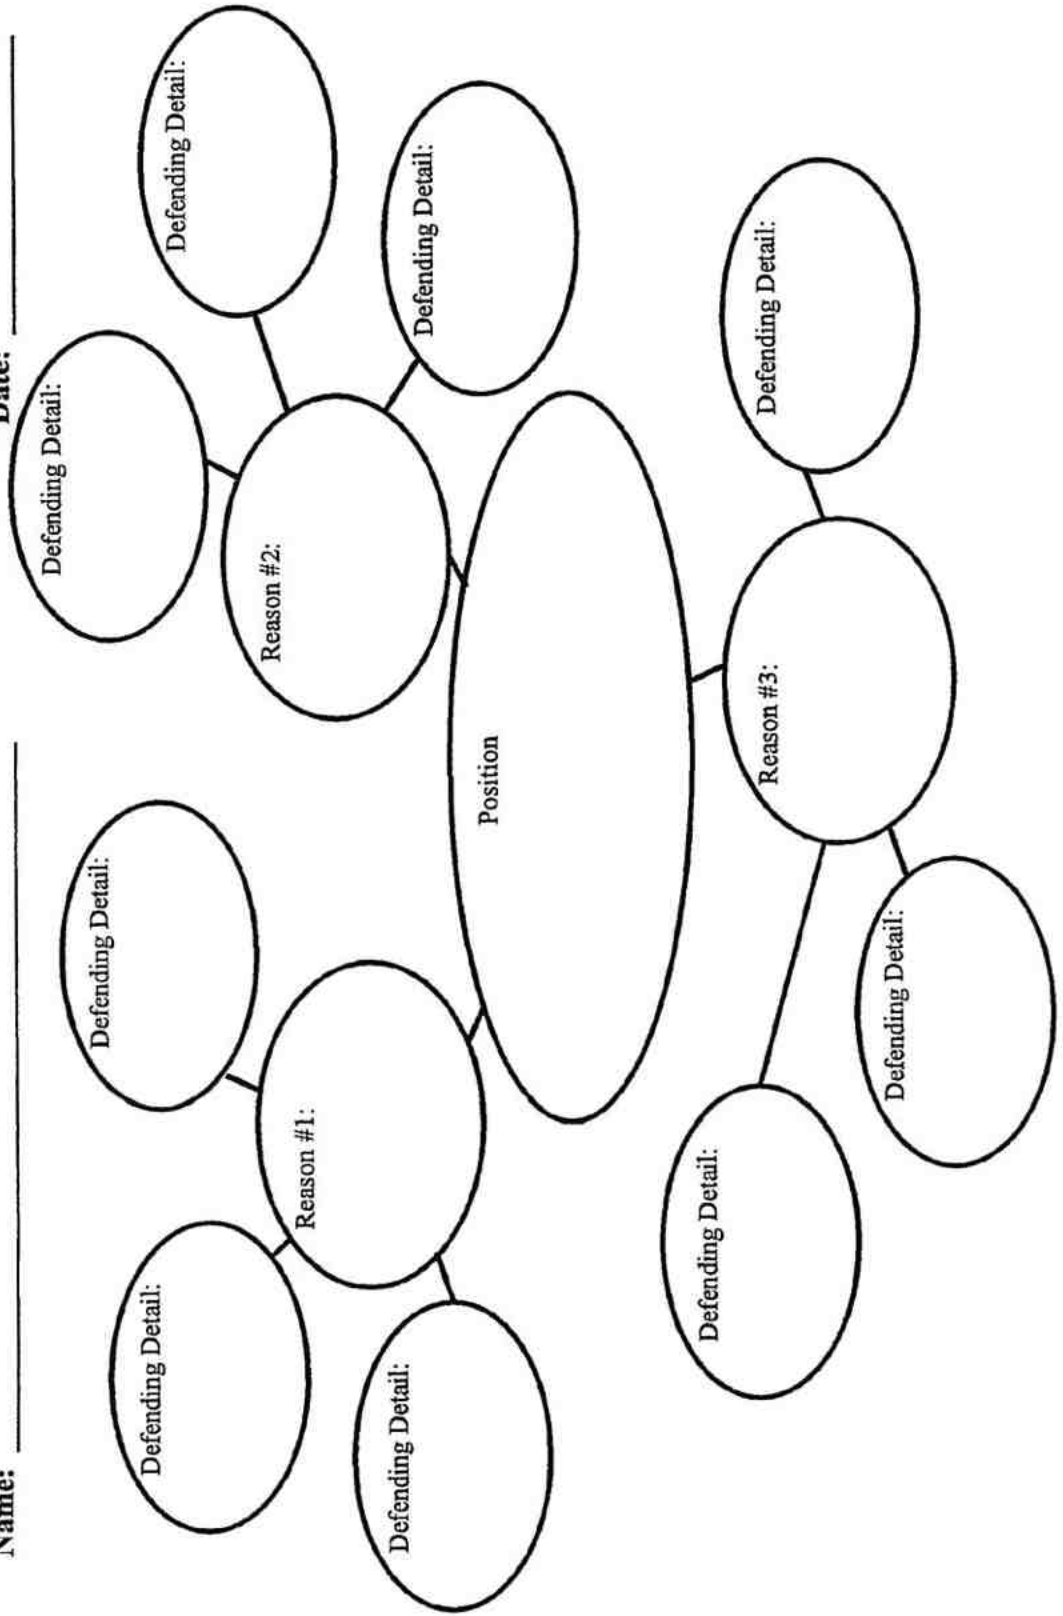 Name:
Date:
Defending Detail:
Defending Detail:
Defending Detail:
Reason #1:
Defending Detail:
Defending Detail:
Defending Detail:
Reason #2:
Position
Defending Detail:
Defending Detail:
Defending Detail:
Reason #3: